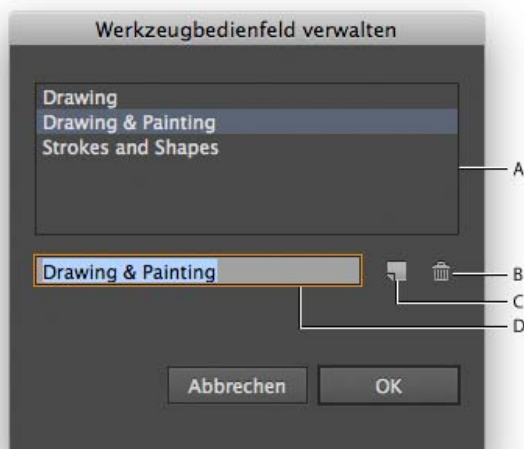 Werkzeugbedienfeld verwalten
Drawing
Drawing & Painting
Strokes and Shapes
A
Drawing & Painting
B
C
D
Abbrechen
OK